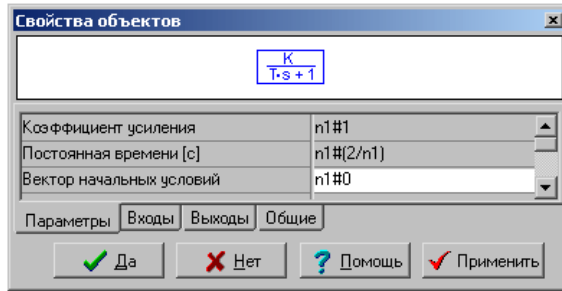 Свойства объектов
K
T·s + 1
Коэффициент усиления n1#1
Постоянная времени [с] n1#(2/n1)
Вектор начальных условий n1#0
Параметры Входы Выходы Общие
Да Нет Помощь Применить